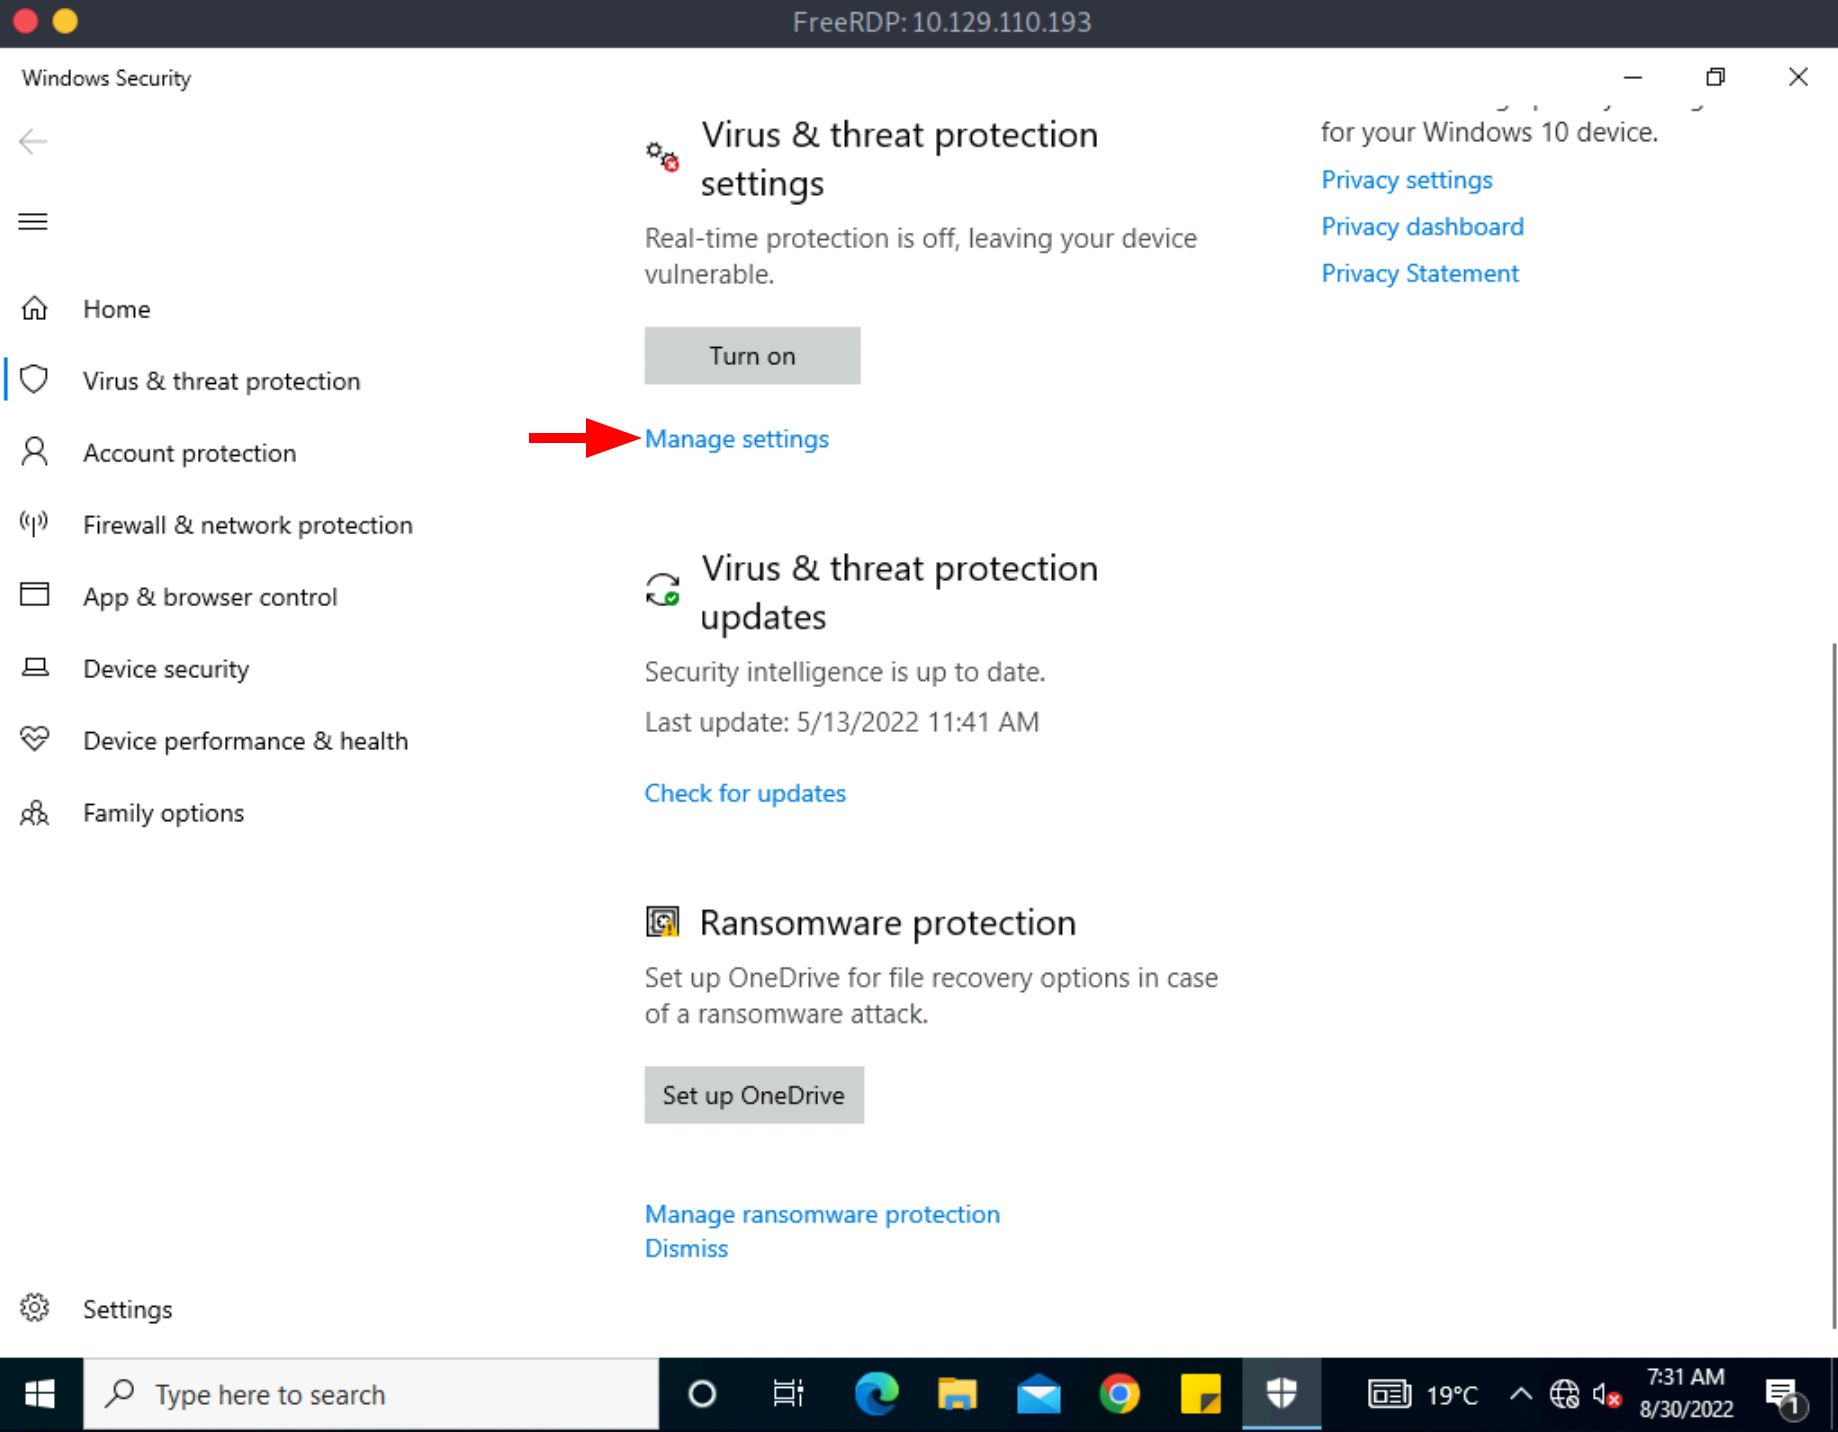 FreeRDP: 10.129.110.193
Windows Security
Home
Virus & threat protection
Account protection
Firewall & network protection
App & browser control
Device security
Device performance & health
Family options
Settings
Virus & threat protection
settings
Real-time protection is off, leaving your device
vulnerable.
Turn on
Manage settings
Virus & threat protection
updates
Security intelligence is up to date.
Last update: 5/13/2022 11:41 AM
Check for updates
Ransomware protection
Set up OneDrive for file recovery options in case
of a ransomware attack.
Set up OneDrive
Manage ransomware protection
Dismiss
for your Windows 10 device.
Privacy settings
Privacy dashboard
Privacy Statement
Type here to search
19°C
7:31 AM
8/30/2022
1